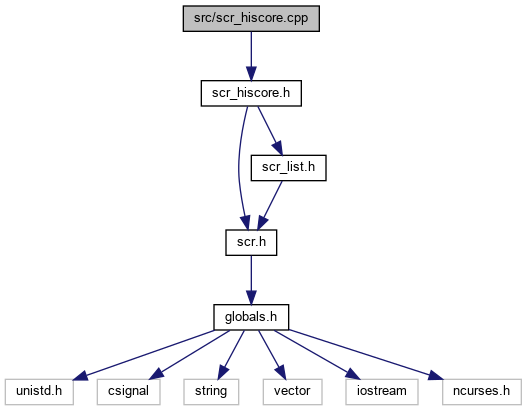 src/scr_hiscore.cpp
scr_hiscore.h
scr_list.h
scr.h
globals.h
unistd.h
csignal
string
vector
iostream
ncurses.h